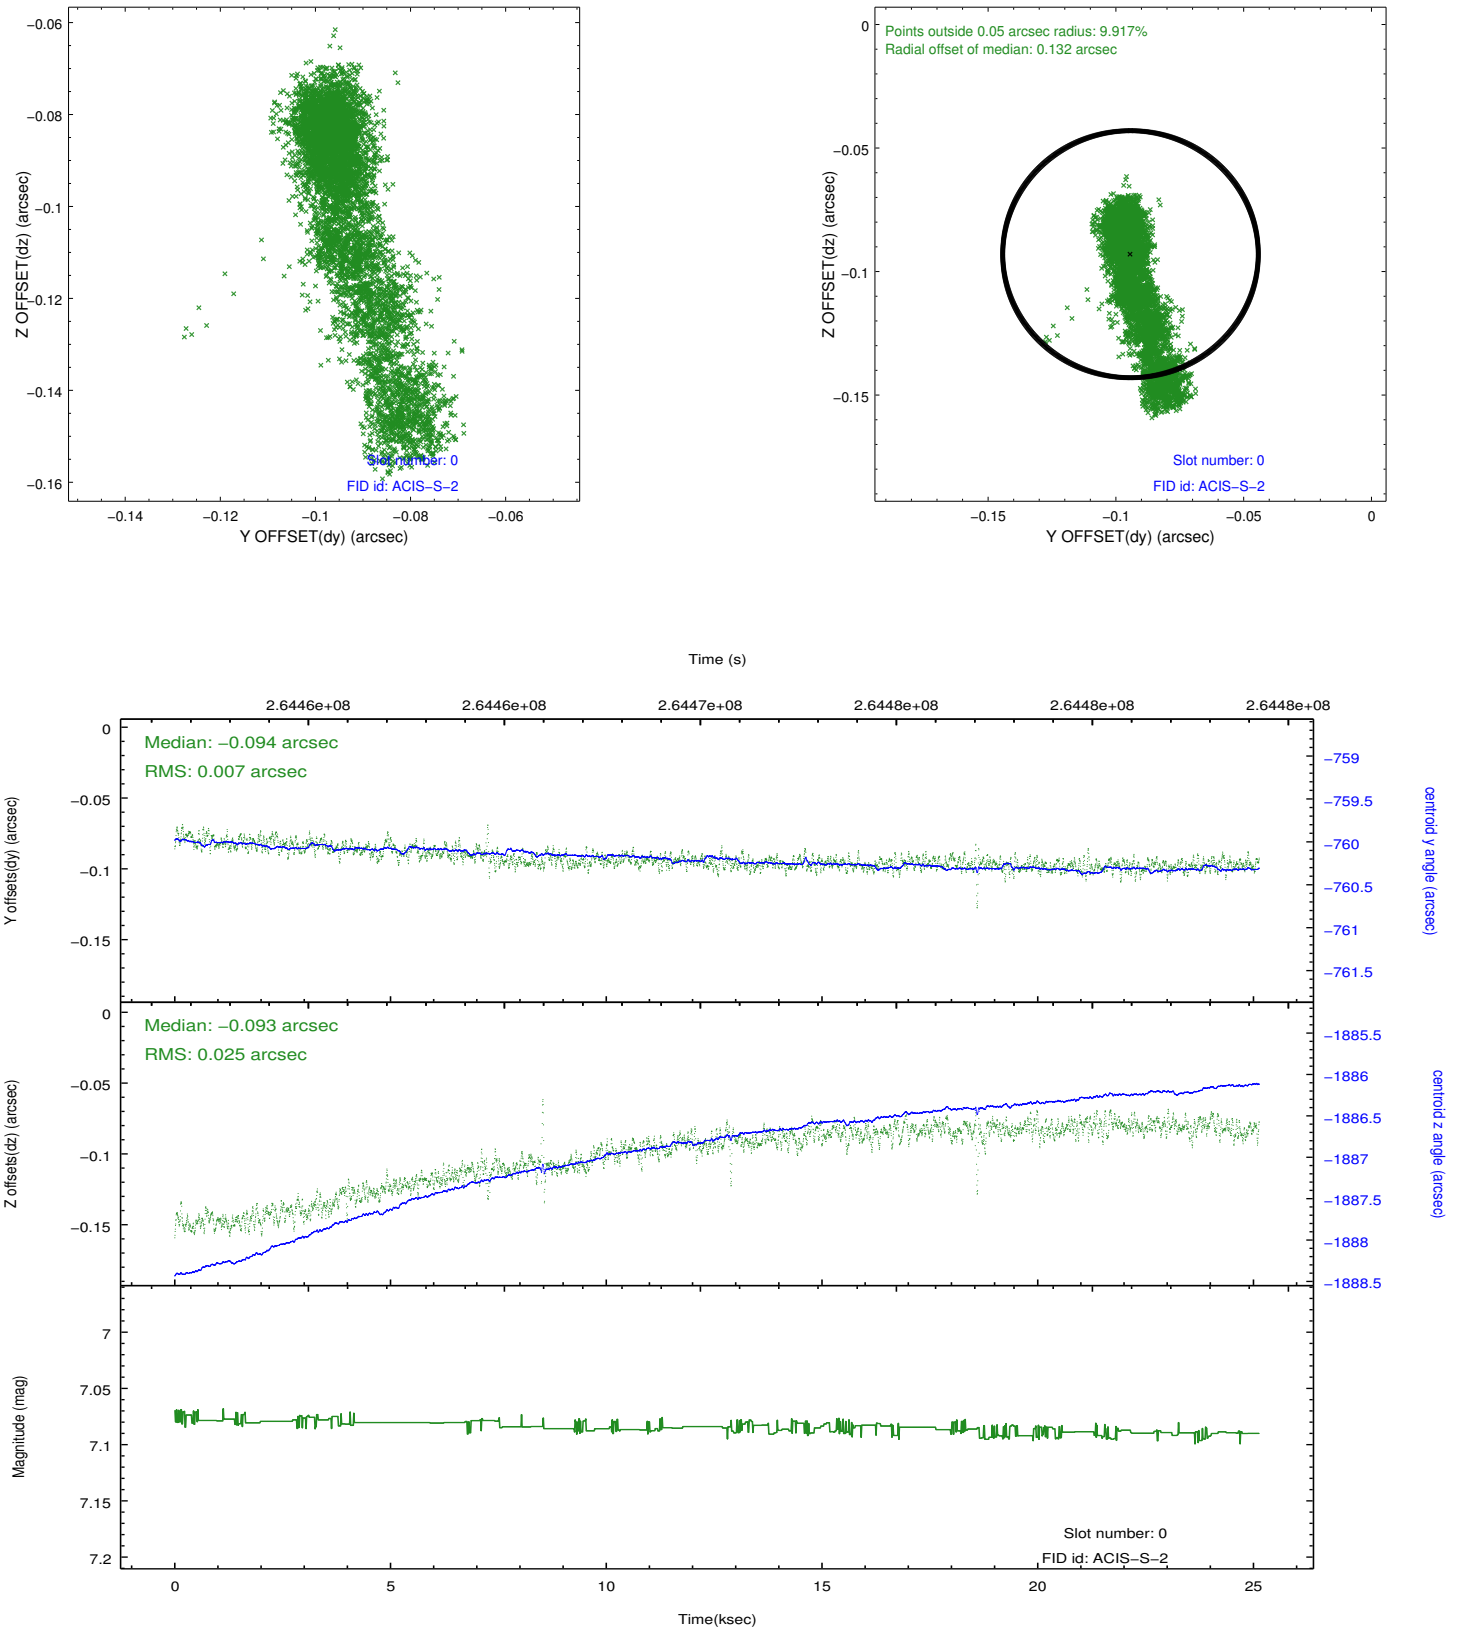 −0.06
−0.08
−0.1
−0.12
−0.14
−0.16
Z OFFSET(dz) (arcsec)
Slot number: 0
FID id: ACIS−S−2
−0.14 −0.12 −0.1 −0.08 −0.06
Y OFFSET(dy) (arcsec)
Points outside 0.05 arcsec radius: 9.917%
Radial offset of median: 0.132 arcsec
0
−0.05
−0.1
−0.15
Z OFFSET(dz) (arcsec)
Slot number: 0
FID id: ACIS−S−2
−0.15 −0.1 −0.05 0
Y OFFSET(dy) (arcsec)
Time (s)
2.6446e+08 2.6446e+08 2.6447e+08 2.6448e+08 2.6448e+08 2.6448e+08
Median: −0.094 arcsec
RMS: 0.007 arcsec
0
−0.05
−0.1
−0.15
Y offsets(dy) (arcsec)
−759
−759.5
−760
−760.5
−761
−761.5
centroid y angle (arcsec)
Median: −0.093 arcsec
RMS: 0.025 arcsec
0
−0.05
−0.1
−0.15
Z offsets(dz) (arcsec)
−1885.5
−1886
−1886.5
−1887
−1887.5
−1888
−1888.5
centroid z angle (arcsec)
7
7.05
7.1
7.15
7.2
Magnitude (mag)
Slot number: 0
FID id: ACIS−S−2
0 5 10 15 20 25
Time(ksec)